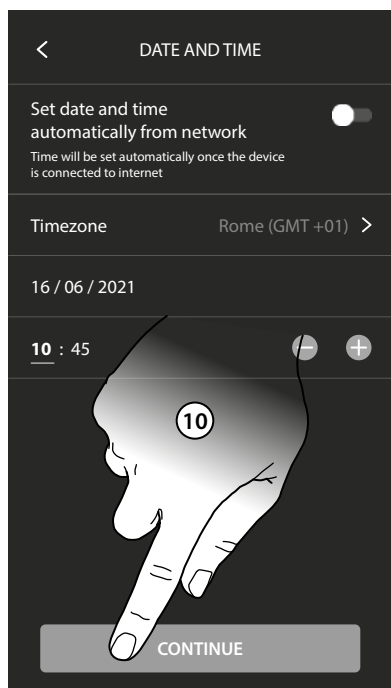 DATE AND TIME
Set date and time
automatically from network
Time will be set automatically once the device
is connected to internet
Timezone Rome (GMT +01)
16 / 06 / 2021
10 : 45
10
CONTINUE